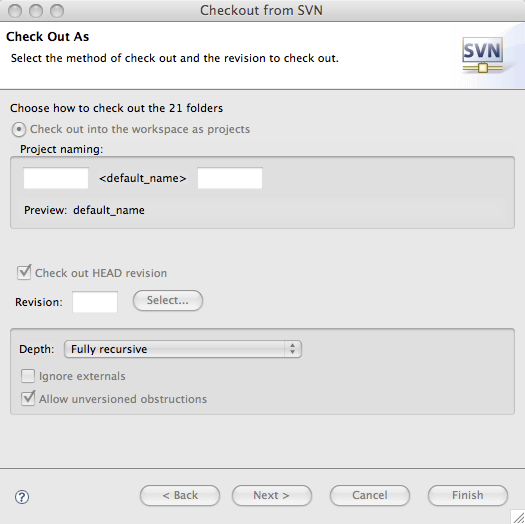 Checkout from SVN
Check Out As
Select the method of check out and the revision to check out.
SVN
Choose how to check out the 21 folders
Check out into the workspace as projects
Project naming:
<default_name>
Preview: default_name
Check out HEAD revision
Revision: Select...
Depth: Fully recursive
Ignore externals
Allow unversioned obstructions
? < Back Next > Cancel Finish